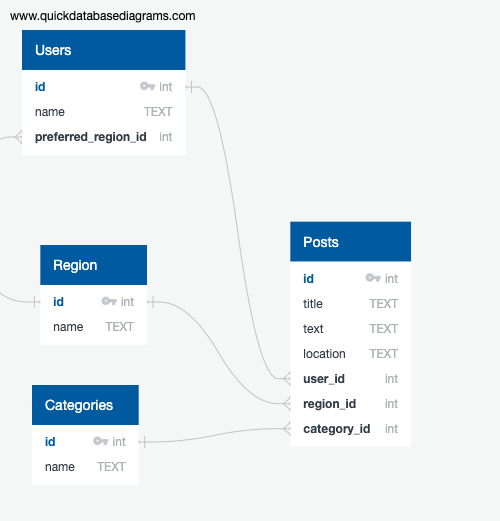 www.quickdatabasediagrams.com
Users
id int
name TEXT
preferred_region_id int
Region
id int
name TEXT
Categories
id int
name TEXT
Posts
id int
title TEXT
text TEXT
location TEXT
user_id int
region_id int
category_id int